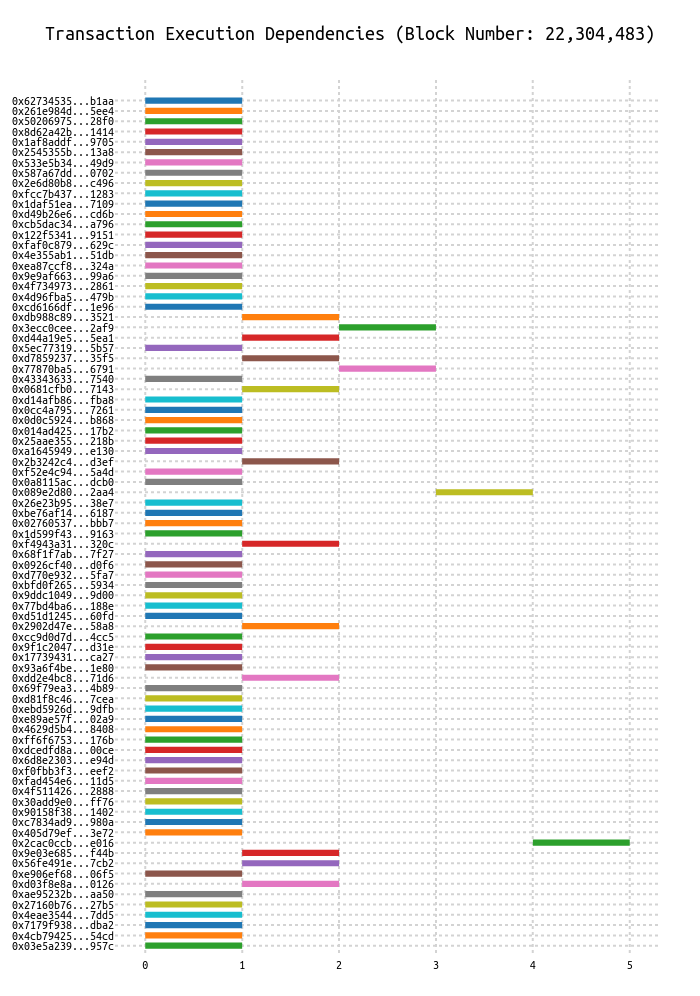 Transaction Execution Dependencies (Block Number: 22,304,483)
0x62734535...b1aa
0x261e984d...5ee4
0x50206975...28f0
0x8d62a42b...1414
0x1af8addf...9705
0x2545355b...13a8
0x533e5b34...49d9
0x587a67dd...0702
0x2e6d80b8...c496
0xfcc7b437...1283
0x1daf51ea...7109
0xd49b26e6...cd6b
0xcb5dac34...a796
0x122f5341...9151
0xfaf0c879...629c
0x4e355ab1...51db
0xea87ccf8...324a
0x9e9af663...99a6
0x4f734973...2861
0x4d96fba5...479b
0xcd6166df...1e96
0xdb988c89...3521
0x3ecc0cee...2af9
0xd44a19e5...5ea1
0x5ec77319...5b57
0xd7859237...35f5
0x77870ba5...6791
0x43343633...7540
0x0681cfb0...7143
0xd14afb86...fba8
0x0cc4a795...7261
0x0d0c5924...b868
0x014ad425...17b2
0x25aae355...218b
0xa1645949...e130
0x2b3242c4...d3ef
0xf52e4c94...5a4d
0x0a8115ac...dcb0
0x089e2d80...2aa4
0x26e23b95...38e7
0xbe76af14...6187
0x02760537...bbb7
0x1d599f43...9163
0xf4943a31...320c
0x68f1f7ab...7f27
0x0926cf40...d0f6
0xd770e932...5fa7
0xbfd0f265...5934
0x9ddc1049...9d00
0x77bd4ba6...188e
0xd51d1245...60fd
0x2902d47e...58a8
0xcc9d0d7d...4cc5
0x9f1c2047...d31e
0x17739431...ca27
0x93a6f4be...1e80
0xdd2e4bc8...71d6
0x69f79ea3...4b89
0xd81f8c46...7cea
0xebd5926d...9dfb
0xe89ae57f...02a9
0x4629d5b4...8408
0xff6f6753...176b
0xdcedfd8a...00ce
0x6d8e2303...e94d
0xf0fbb3f3...eef2
0xfad454e6...11d5
0x4f511426...2888
0x30add9e0...ff76
0x90158f38...1402
0xc7834ad9...980a
0x405d79ef...3e72
0x2cac0ccb...e016
0x9e03e685...f44b
0x56fe491e...7cb2
0xe906ef68...06f5
0xd03f8e8a...0126
0xae95232b...aa50
0x27160b76...27b5
0x4eae3544...7dd5
0x7179f938...dba2
0x4cb79425...54cd
0x03e5a239...957c
0 1 2 3 4 5